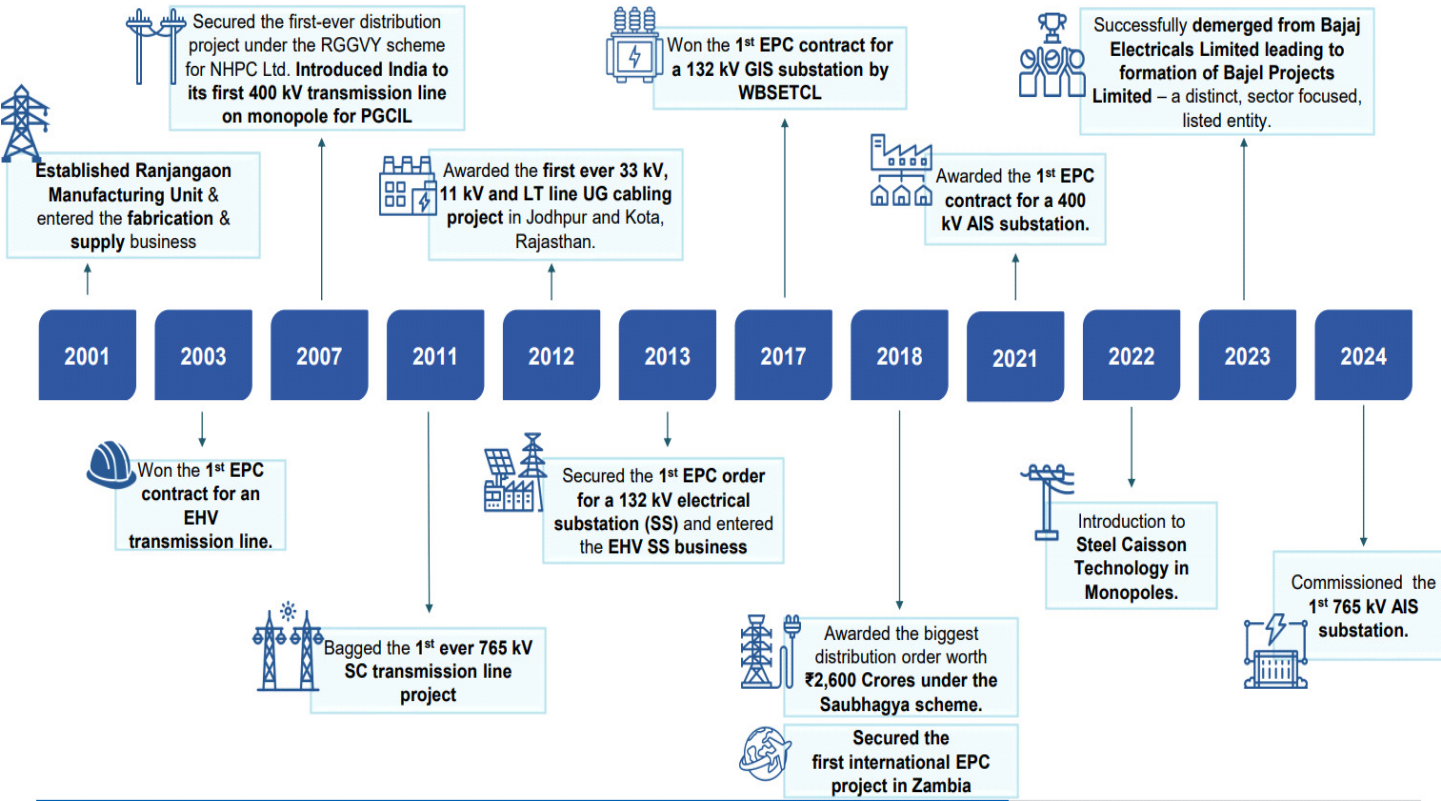 Secured the first-ever distribution
project under the RGGVY scheme
for NHPC Ltd. Introduced India to
its first 400 kV transmission line
on monopole for PGCIL
Won the 1st EPC contract for
a 132 kV GIS substation by
WBSETCL
Successfully demerged from Bajaj
Electricals Limited leading to
formation of Bajel Projects
Limited – a distinct, sector focused,
listed entity.
Established Ranjangaon
Manufacturing Unit &
entered the fabrication &
supply business
Awarded the first ever 33 kV,
11 kV and LT line UG cabling
project in Jodhpur and Kota,
Rajasthan.
Awarded the 1st EPC
contract for a 400
kV AIS substation.
2001
2003
2007
2011
2012
2013
2017
2018
2021
2022
2023
2024
Won the 1st EPC
contract for an
EHV
transmission line.
Secured the 1st EPC order
for a 132 kV electrical
substation (SS) and entered
the EHV SS business
Introduction to
Steel Caisson
Technology in
Monopoles.
Commissioned the
1st 765 kV AIS
substation.
Bagged the 1st ever 765 kV
SC transmission line
project
Awarded the biggest
distribution order worth
₹2,600 Crores under the
Saubhagya scheme.
Secured the
first international EPC
project in Zambia